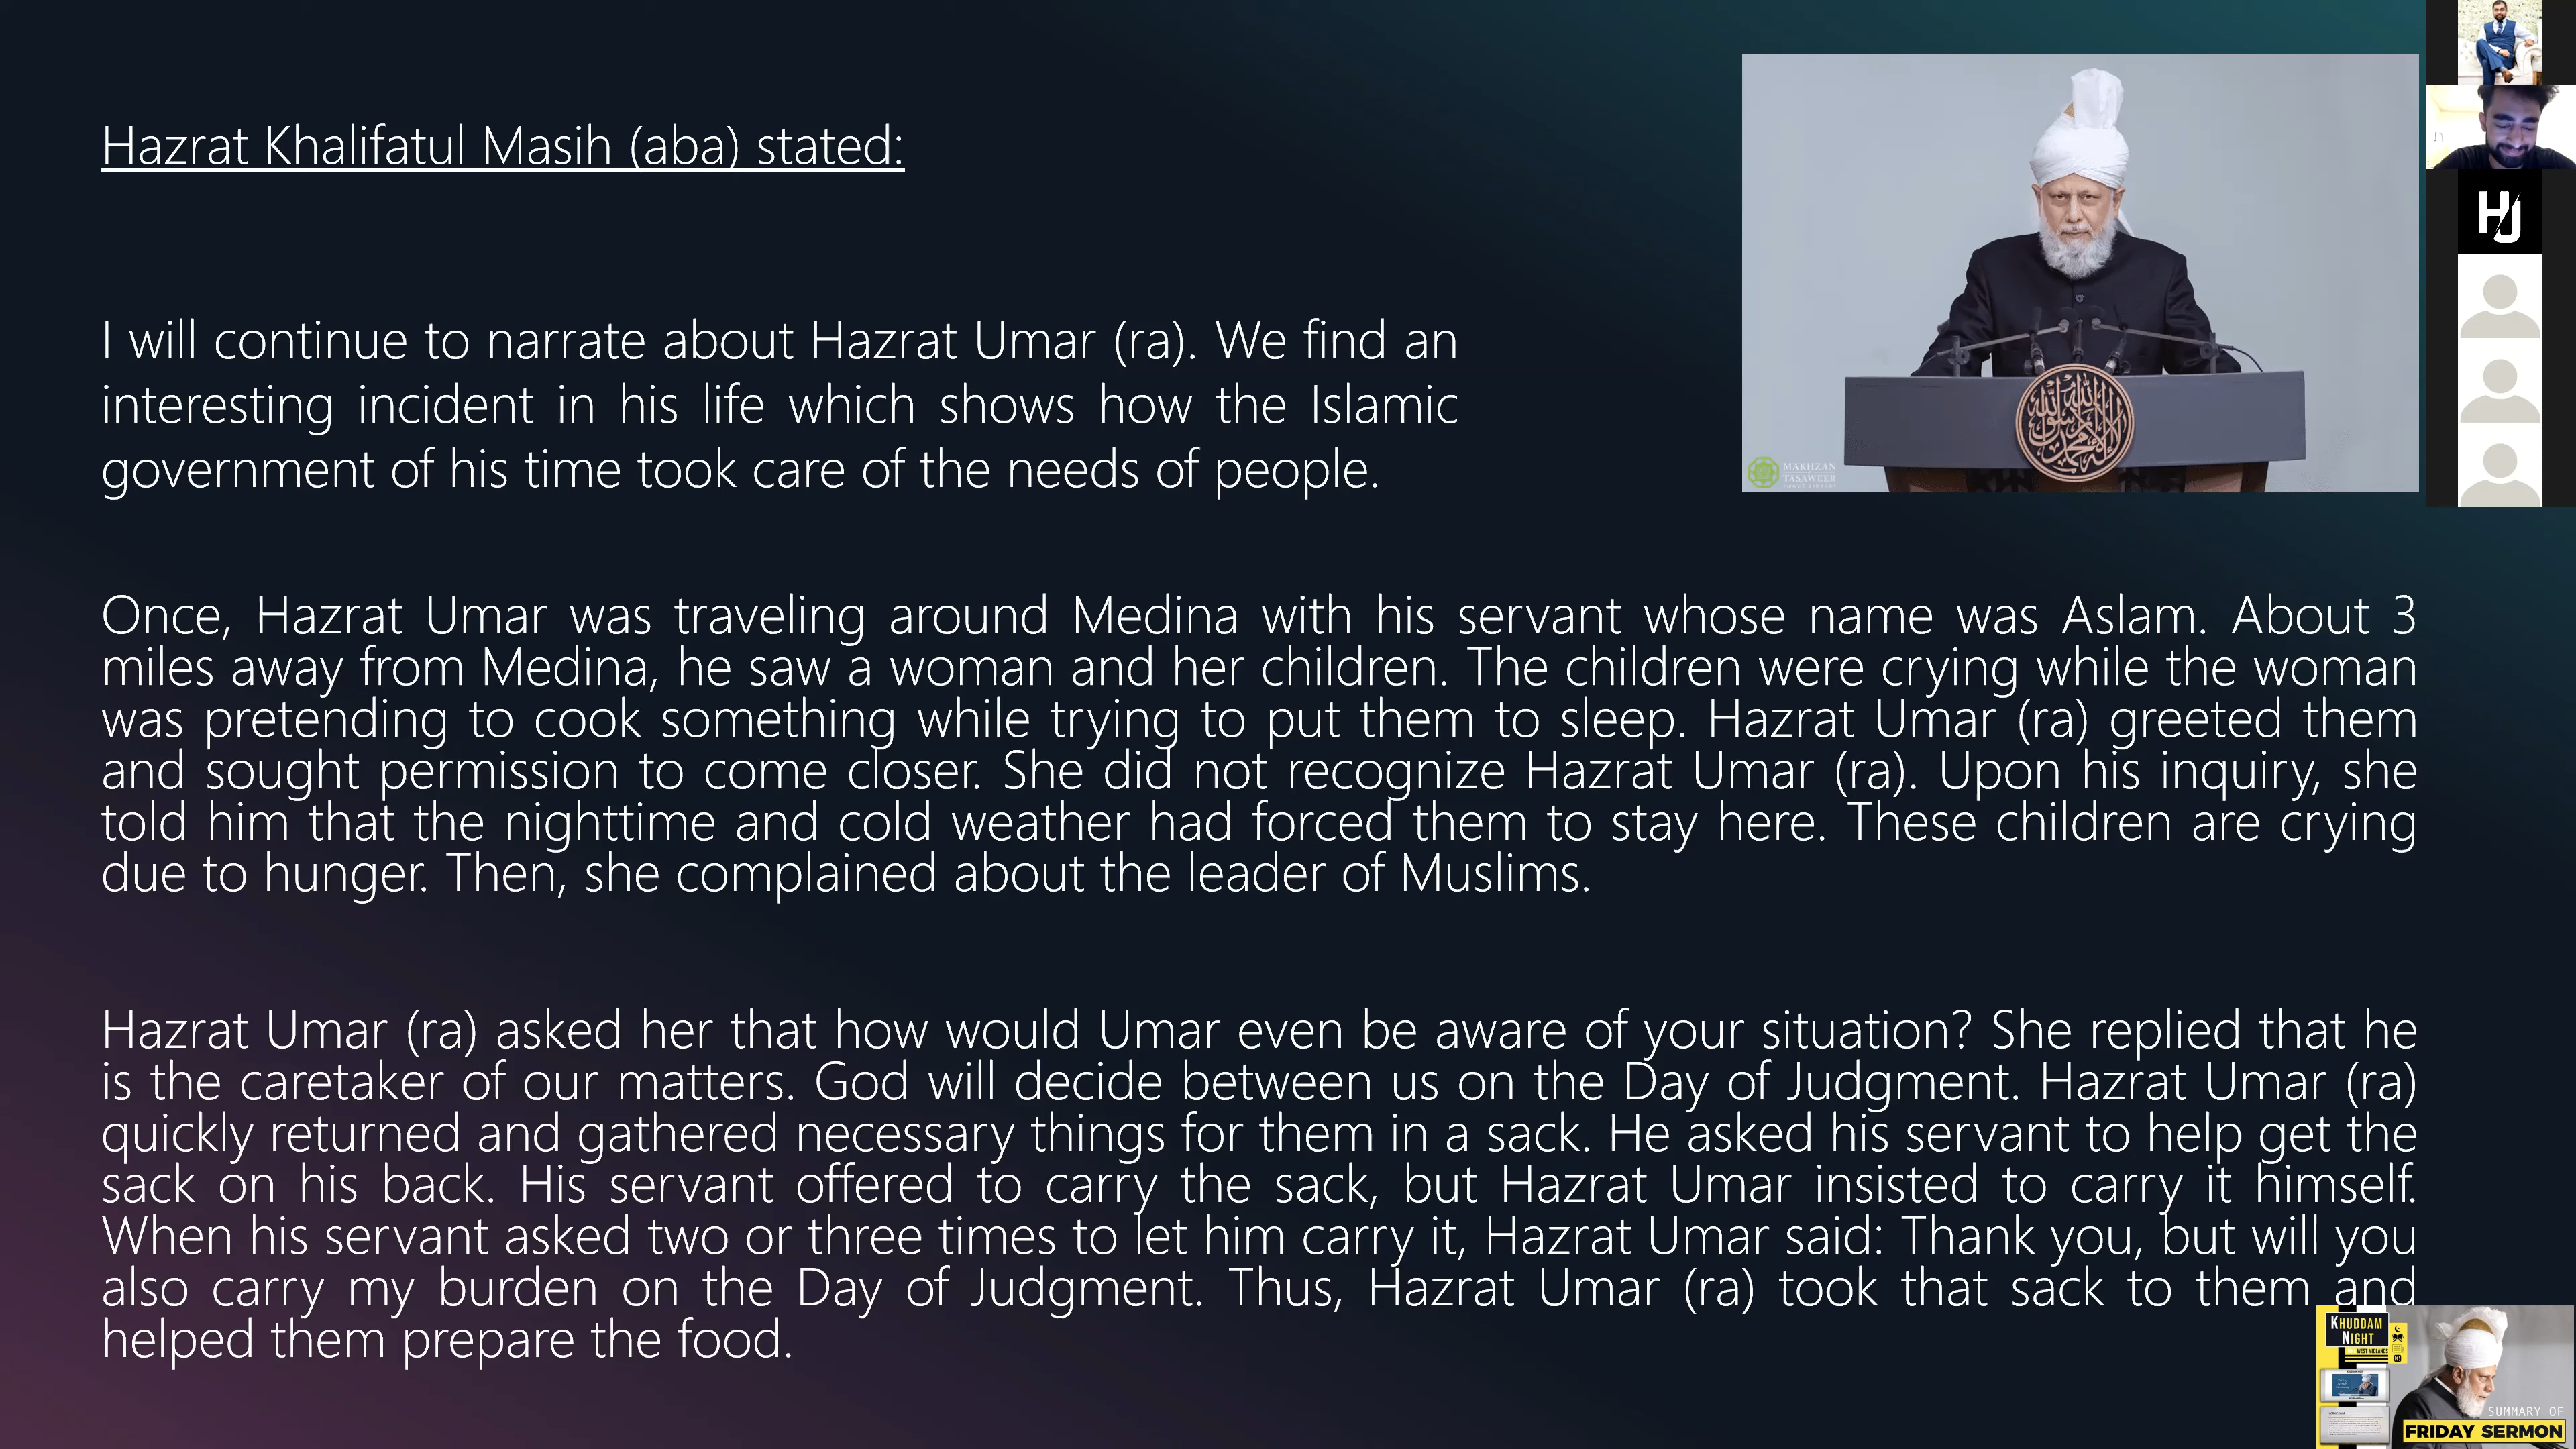 Hazrat Khalifatul Masih (aba) stated:
I will continue to narrate about Hazrat Umar (ra). We find an
interesting incident in his life which shows how the Islamic
government of his time took care of the needs of people.
Once, Hazrat Umar was traveling around Medina with his servant whose name was Aslam. About 3
miles away from Medina, he saw a woman and her children. The children were crying while the woman
was pretending to cook something while trying to put them to sleep. Hazrat Umar (ra) greeted them
and sought permission to come closer. She did not recognize Hazrat Umar (ra). Upon his inquiry, she
told him that the nighttime and cold weather had forced them to stay here. These children are crying
due to hunger. Then, she complained about the leader of Muslims.
Hazrat Umar (ra) asked her that how would Umar even be aware of your situation? She replied that he
is the caretaker of our matters. God will decide between us on the Day of Judgment. Hazrat Umar (ra)
quickly returned and gathered necessary things for them in a sack. He asked his servant to help get the
sack on his back. His servant offered to carry the sack, but Hazrat Umar insisted to carry it himself.
When his servant asked two or three times to let him carry it, Hazrat Umar said: Thank you, but will you
also carry my burden on the Day of Judgment. Thus, Hazrat Umar (ra) took that sack to them and
helped them prepare the food.
لا إله إلا الله محمد رسول الله
MAKHZAN
TASAWEER
HJ
KHUDDAM
NIGHT
WEST MIDLANDS
SUMMARY OF
FRIDAY SERMON